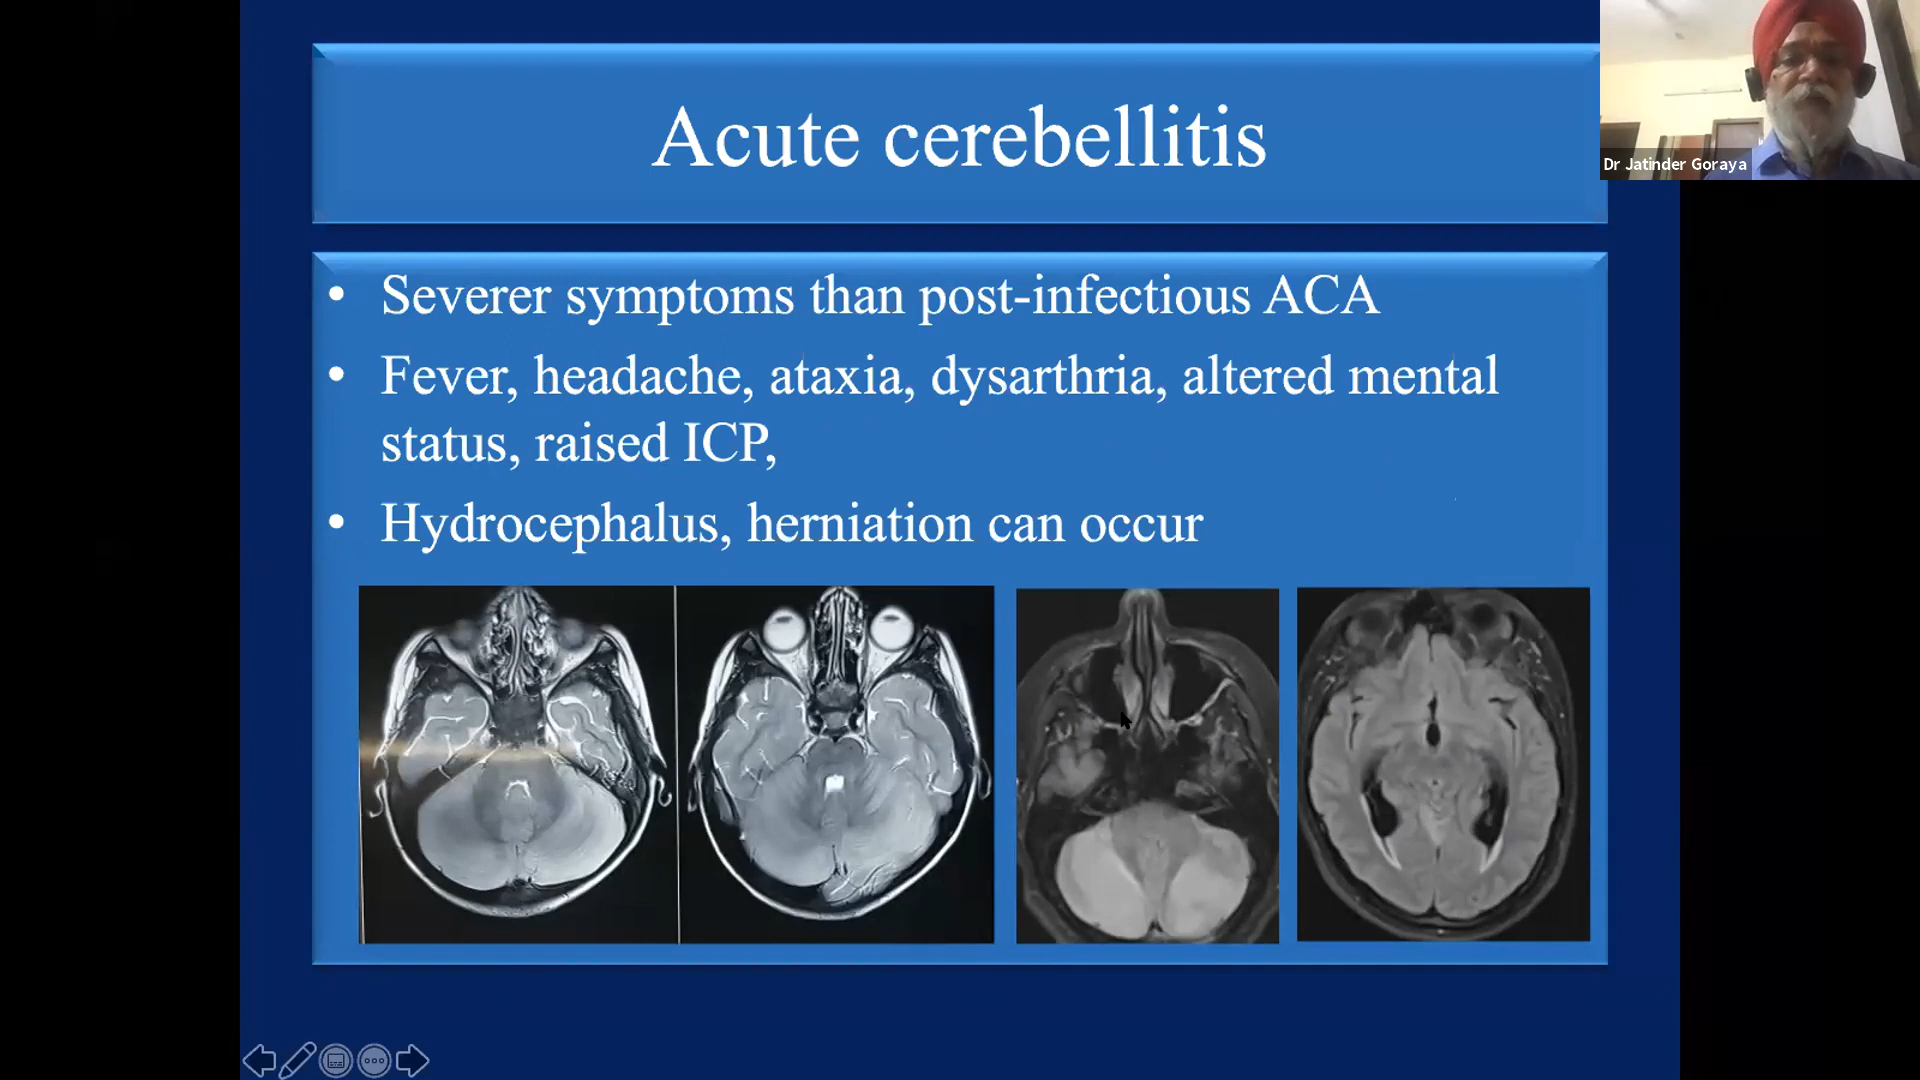 Acute cerebellitis
Dr Jatinder Goraya
• Severer symptoms than post-infectious ACA
• Fever, headache, ataxia, dysarthria, altered mental
status, raised ICP,
• Hydrocephalus, herniation can occur